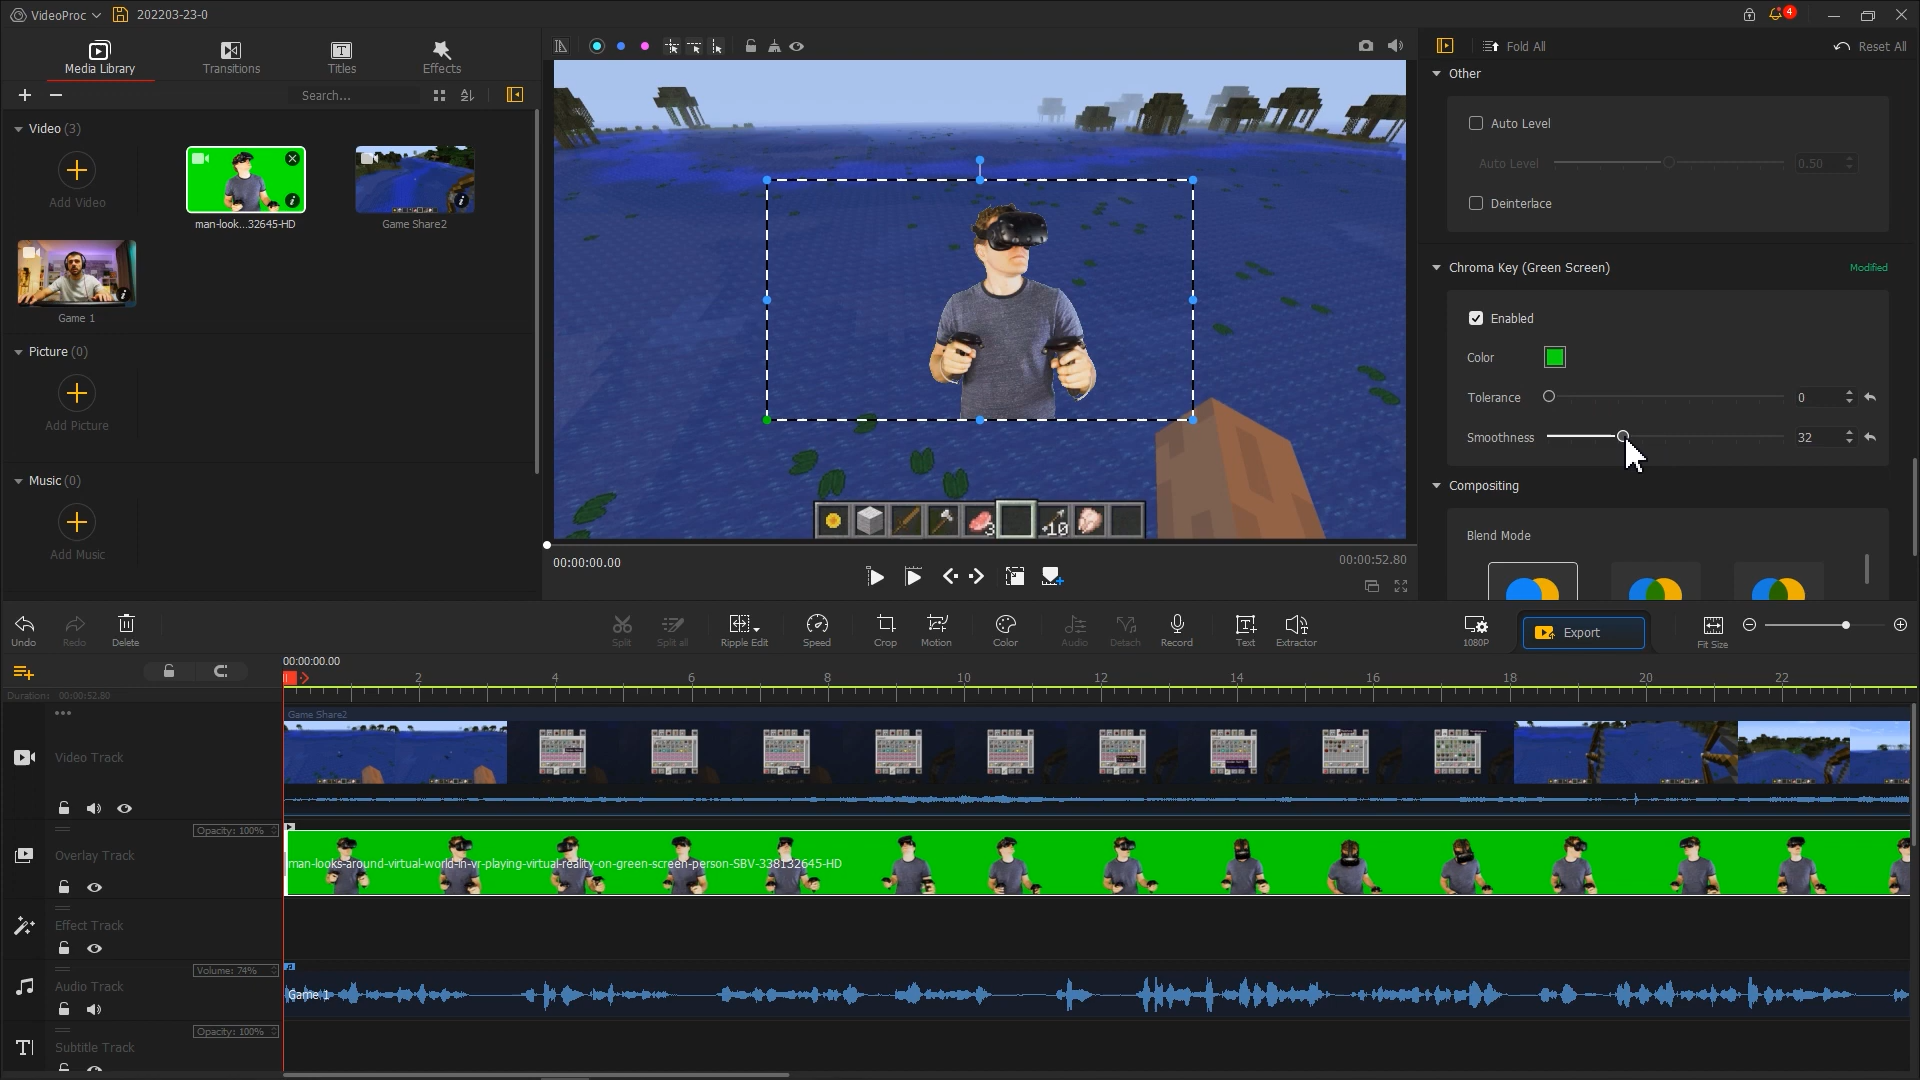 VideoProc
202203-23-0
4
Media Library
Transitions
Titles
Effects
Search...
Fold All
Reset All
Video (3)
Add Video
man-look...32645-HD
Game Share2
Game 1
Picture (0)
Add Picture
Music (0)
Add Music
3
10
00:00:00.00
00:00:52.80
Other
Auto Level
Auto Level
0.50
Deinterlace
Chroma Key (Green Screen)
Modified
Enabled
Color
Tolerance
0
Smoothness
32
Compositing
Blend Mode
Undo
Redo
Delete
Split
Split all
Ripple Edit
Speed
Crop
Motion
Color
Audio
Detach
Record
Text
Extractor
1080P
Export
Fit Size
00:00:00.00
Duration: 00:00:52.80
2
4
6
8
10
12
14
16
18
20
22
Game Share2
Video Track
Opacity: 100%
Overlay Track
man-looks-around-virtual-world-in-vr-playing-virtual-reality-on-green-screen-person-SBV-338132645-HD
Effect Track
Volume: 74%
Audio Track
Game 1
Opacity: 100%
Subtitle Track